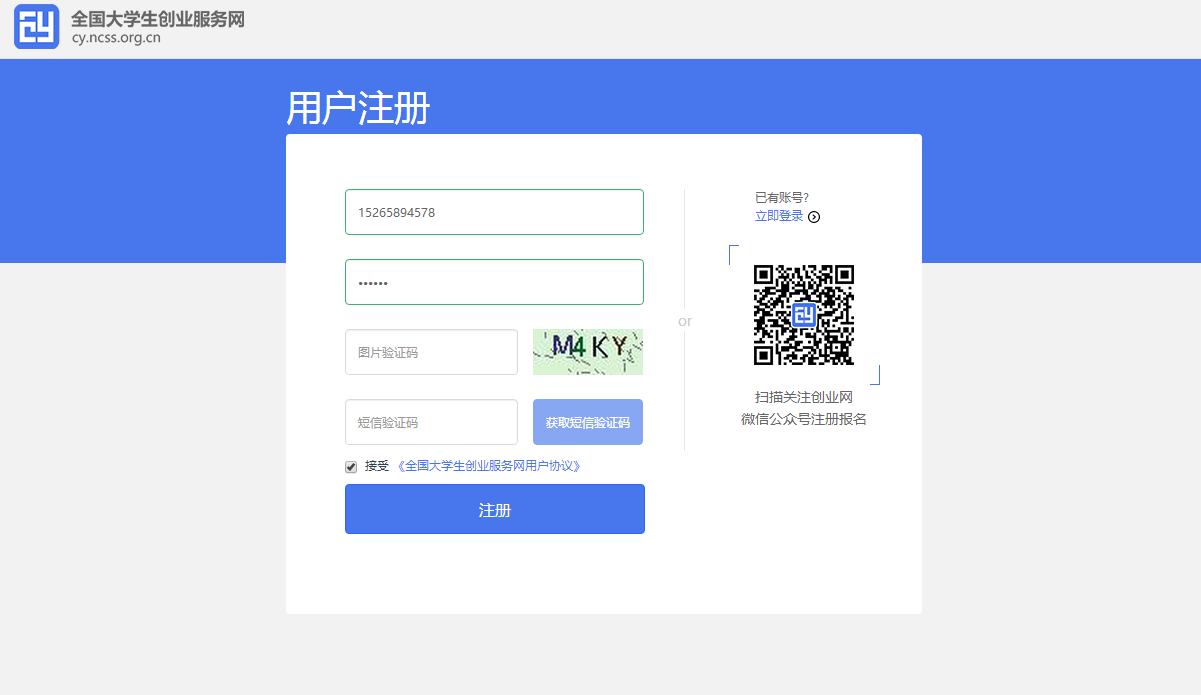 全国大学生创业服务网
cy.ncss.org.cn
用户注册
15265894578
••••••
图片验证码
M4KY
短信验证码
获取短信验证码
接受 《全国大学生创业服务网用户协议》
注册
or
已有账号?
立即登录
扫描关注创业网
微信公众号注册报名